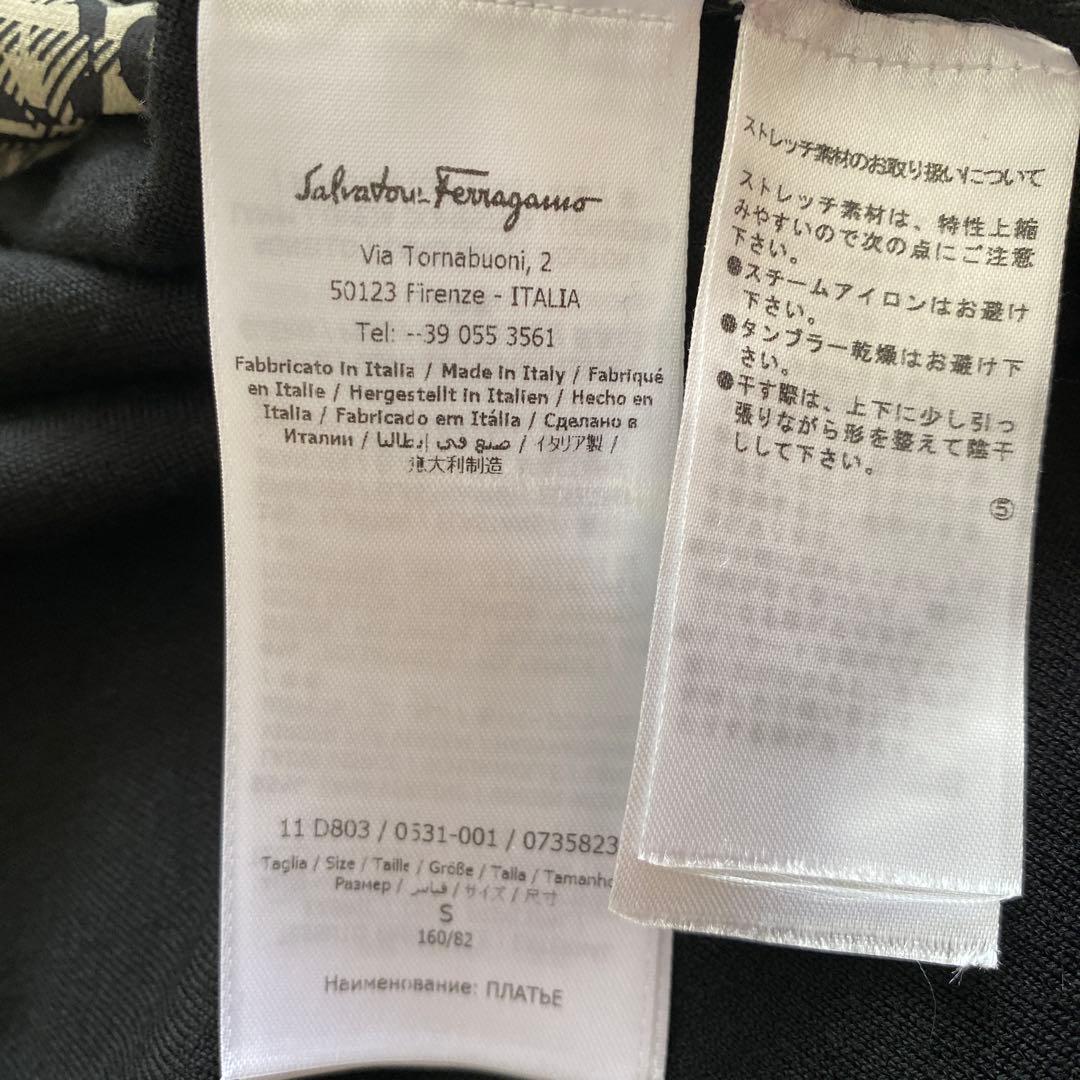 Salvatore Ferragamo
Via Tornabuoni, 2
50123 Firenze - ITALIA
Tel: --39 055 3561
Fabbricato in Italia / Made in Italy / Fabriqué
en Italie / Hergestellt in Italien / Hecho en
Italia / Fabricado em Itália / Сделано в
Италии / صنع في إيطاليا / イタリア製 /
意大利制造
11 D803 / 0531-001 / 0735823
Taglia / Size / Taille / Größe / Talla / Tamanho
Размер / قياس / サイズ / 尺寸
S
160/82
Наименование: ПЛАТЬЕ
ストレッチ素材のお取り扱いについて
ストレッチ素材は、特性上縮
みやすいので次の点にご注意
下さい。
●スチームアイロンはお避け
下さい。
●タンブラー乾燥はお避け下
さい。
●干す際は、上下に少し引っ
張りながら形を整えて陰干
しして下さい。
⑤